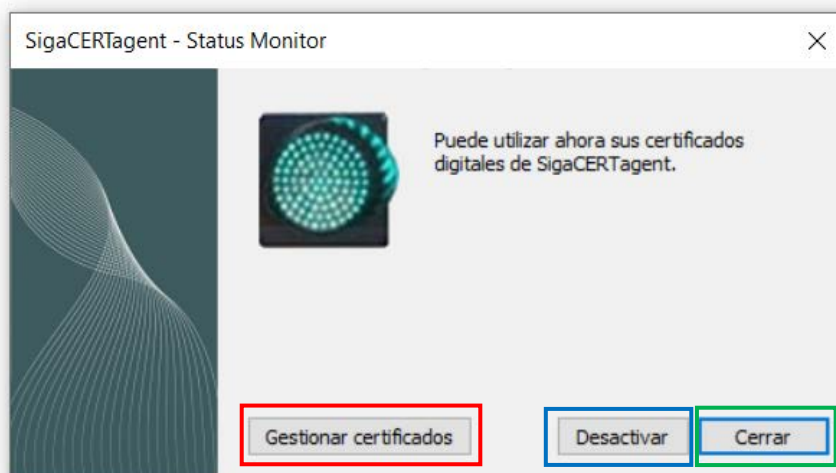 SigaCERTagent - Status Monitor
Puede utilizar ahora sus certificados
digitales de SigaCERTagent.
Gestionar certificados
Desactivar
Cerrar